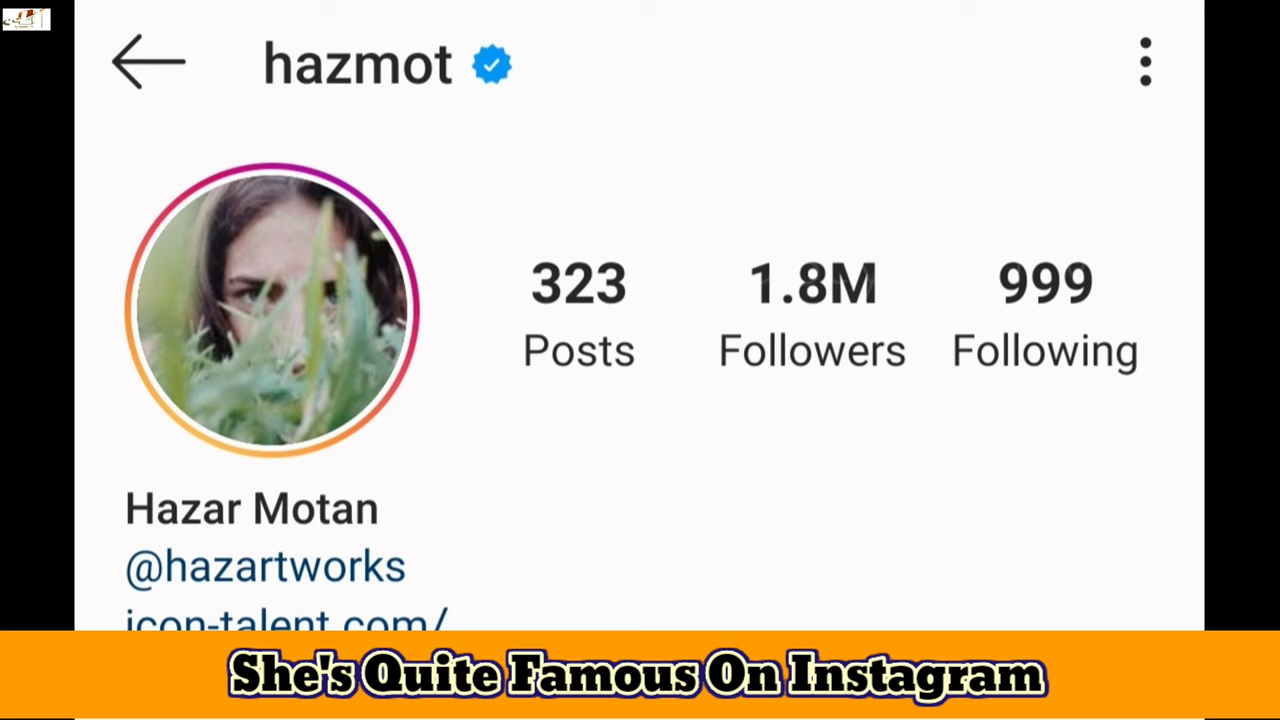 hazmot
323 1.8M 999
Posts Followers Following
Hazar Motan
@hazartworks
icon-talent.com/
She's Quite Famous On Instagram